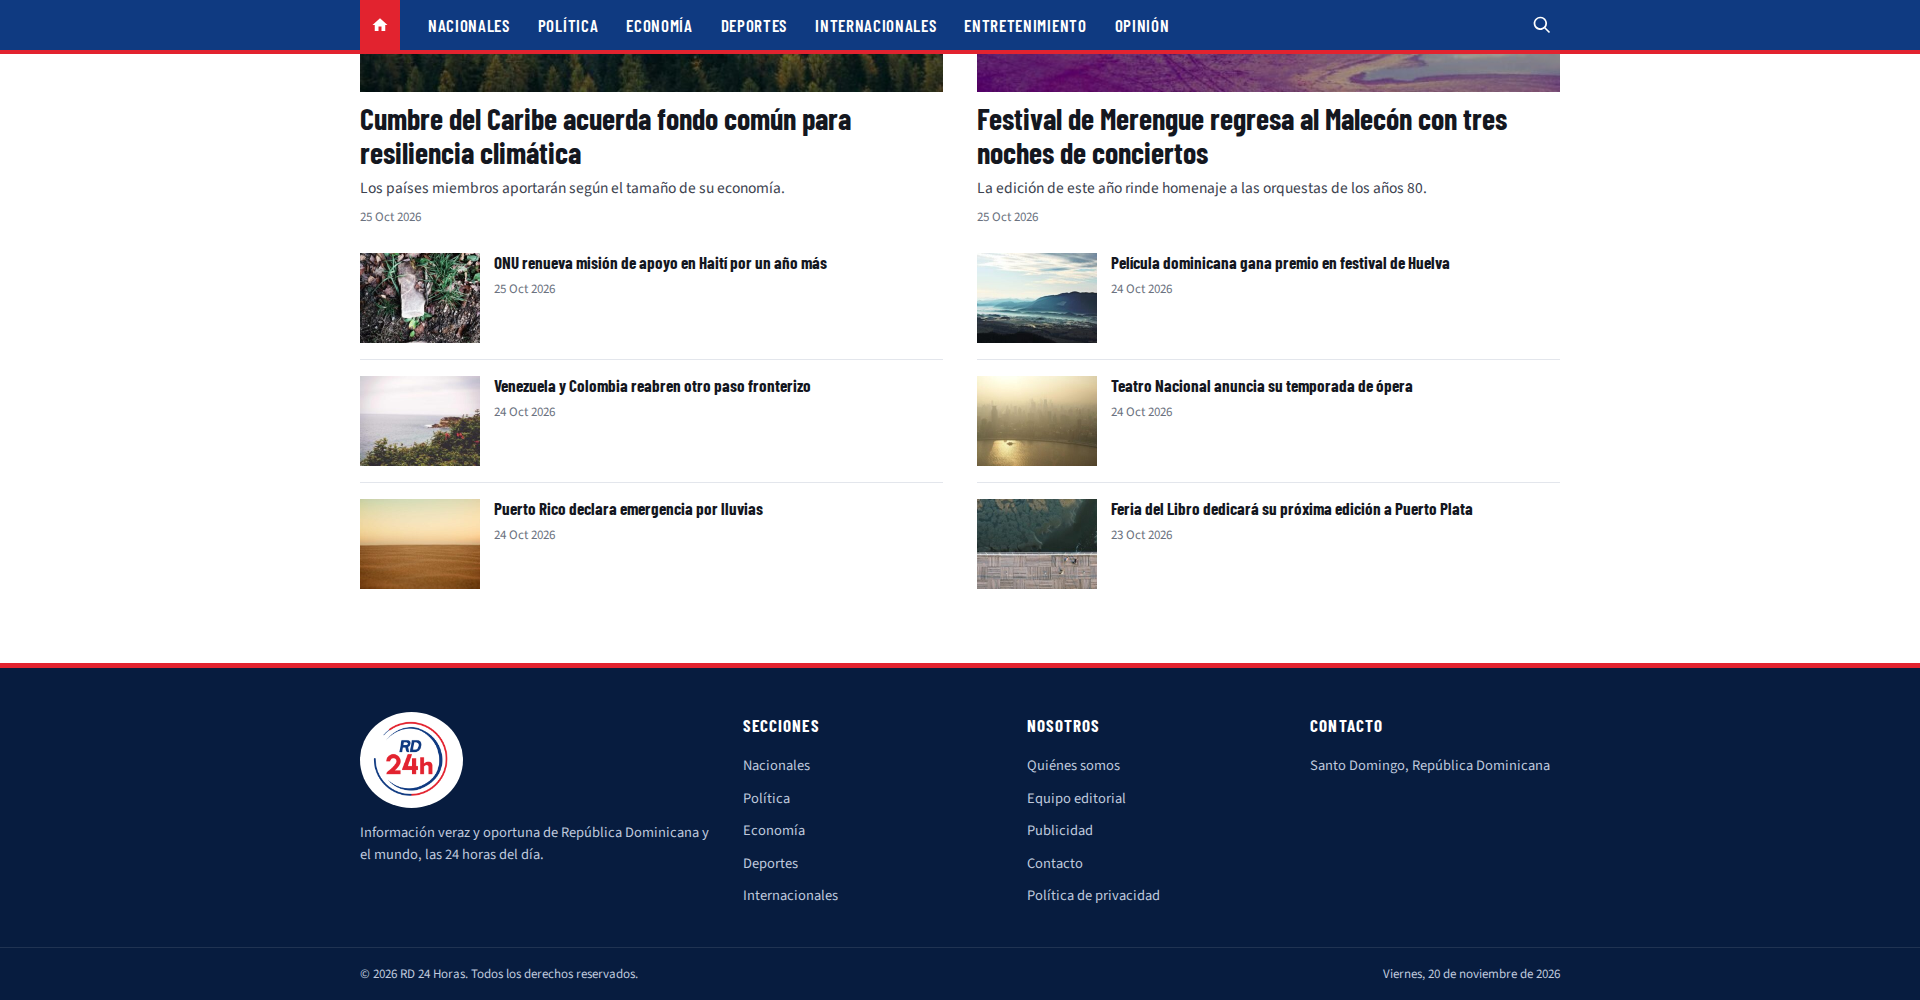 NACIONALES POLÍTICA ECONOMÍA DEPORTES INTERNACIONALES ENTRETENIMIENTO OPINIÓN
Cumbre del Caribe acuerda fondo común para
resiliencia climática
Los países miembros aportarán según el tamaño de su economía.
25 Oct 2026
ONU renueva misión de apoyo en Haití por un año más
25 Oct 2026
Venezuela y Colombia reabren otro paso fronterizo
24 Oct 2026
Puerto Rico declara emergencia por lluvias
24 Oct 2026
Festival de Merengue regresa al Malecón con tres
noches de conciertos
La edición de este año rinde homenaje a las orquestas de los años 80.
25 Oct 2026
Película dominicana gana premio en festival de Huelva
24 Oct 2026
Teatro Nacional anuncia su temporada de ópera
24 Oct 2026
Feria del Libro dedicará su próxima edición a Puerto Plata
23 Oct 2026
RD
24h
Información veraz y oportuna de República Dominicana y
el mundo, las 24 horas del día.
SECCIONES
Nacionales
Política
Economía
Deportes
Internacionales
NOSOTROS
Quiénes somos
Equipo editorial
Publicidad
Contacto
Política de privacidad
CONTACTO
Santo Domingo, República Dominicana
© 2026 RD 24 Horas. Todos los derechos reservados.
Viernes, 20 de noviembre de 2026